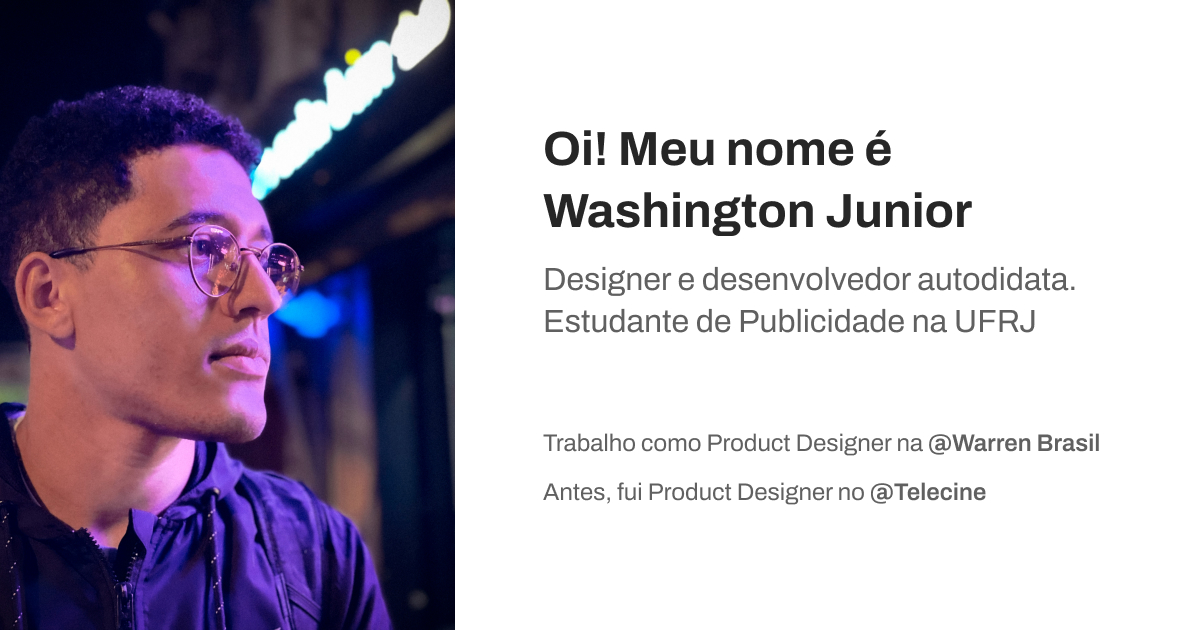 Oi! Meu nome é
Washington Junior
Designer e desenvolvedor autodidata.
Estudante de Publicidade na UFRJ
Trabalho como Product Designer na @Warren Brasil
Antes, fui Product Designer no @Telecine